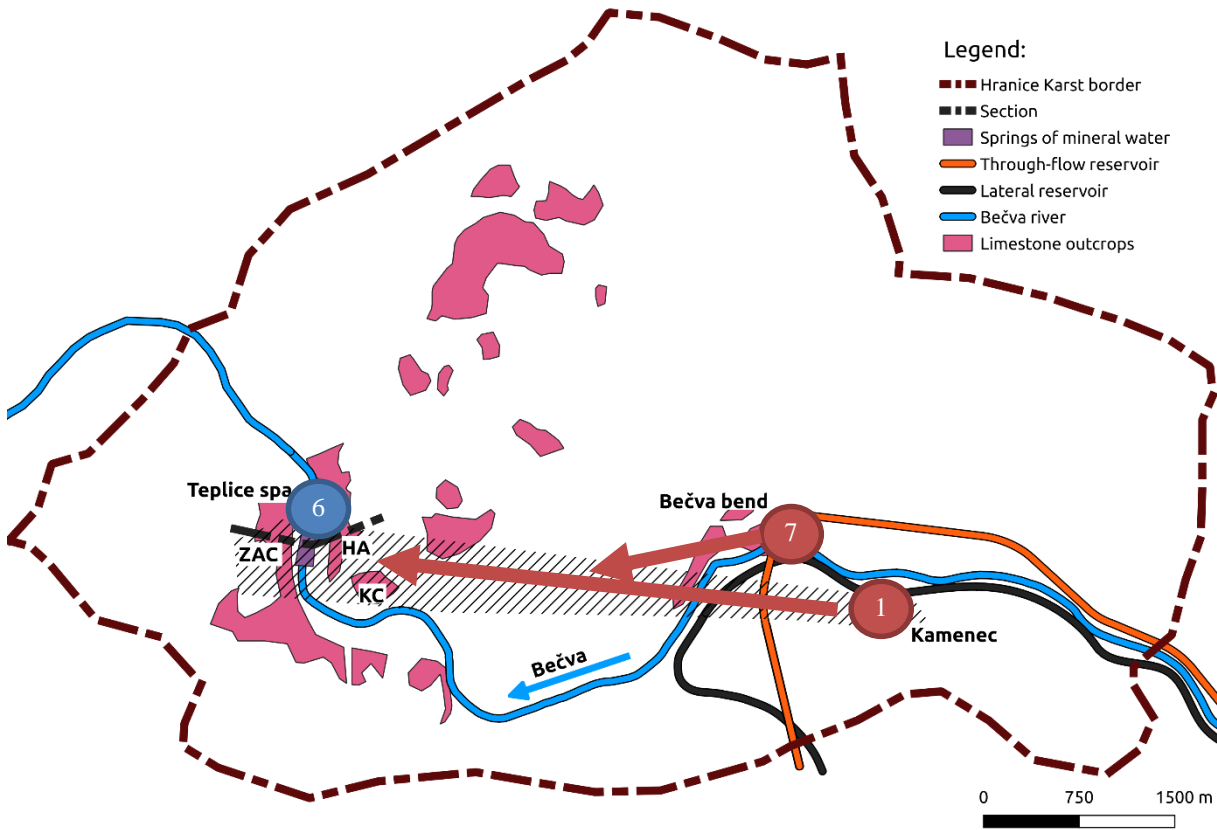 Legend:
Hranice Karst border
Section
Springs of mineral water
Through-flow reservoir
Lateral reservoir
Bečva river
Limestone outcrops
Teplice spa
6
Bečva bend
7
ZAC
HA
KC
1
Kamenec
Bečva
0 750 1500 m